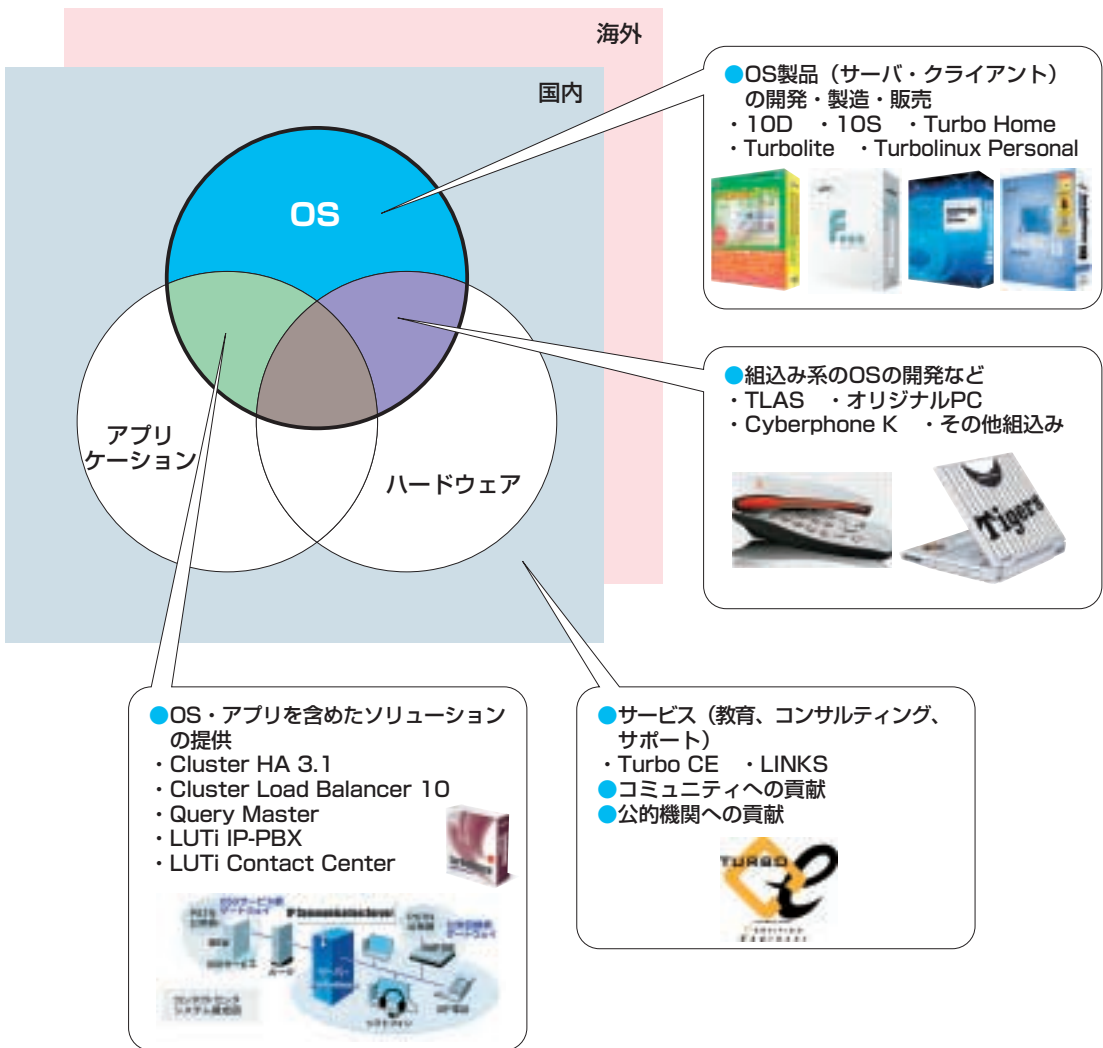 海外
国内
●OS製品（サーバ・クライアント）
の開発・製造・販売
・10D ・10S ・Turbo Home
・Turbolite ・Turbolinux Personal
OS
●組込み系のOSの開発など
・TLAS ・オリジナルPC
・Cyberphone K ・その他組込み
Tigers
アプリ
ケーション
ハードウェア
●OS・アプリを含めたソリューション
の提供
・Cluster HA 3.1
・Cluster Load Balancer 10
・Query Master
・LUTi IP-PBX
・LUTi Contact Center
●サービス（教育、コンサルティング、
サポート）
・Turbo CE ・LINKS
●コミュニティへの貢献
●公的機関への貢献
TURBO